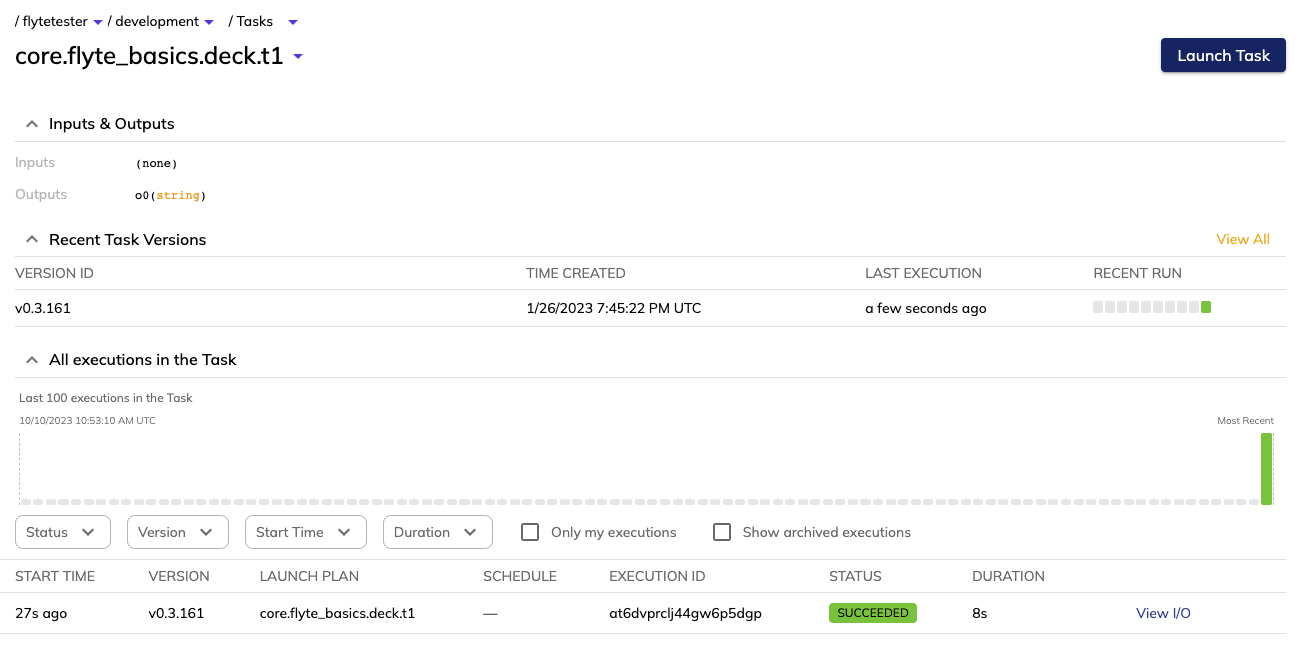 / flytetester / development / Tasks
core.flyte_basics.deck.t1
Launch Task
Inputs & Outputs
Inputs (none)
Outputs o0(string)
Recent Task Versions View All
VERSION ID TIME CREATED LAST EXECUTION RECENT RUN
v0.3.161 1/26/2023 7:45:22 PM UTC a few seconds ago
All executions in the Task
Last 100 executions in the Task
10/10/2023 10:53:10 AM UTC Most Recent
Status Version Start Time Duration Only my executions Show archived executions
START TIME VERSION LAUNCH PLAN SCHEDULE EXECUTION ID STATUS DURATION
27s ago v0.3.161 core.flyte_basics.deck.t1 — at6dvprclj44gw6p5dgp SUCCEEDED 8s View I/O